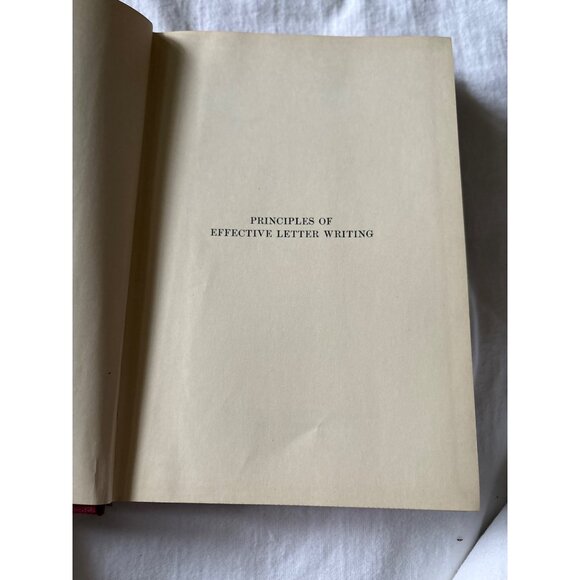 PRINCIPLES OF
EFFECTIVE LETTER WRITING